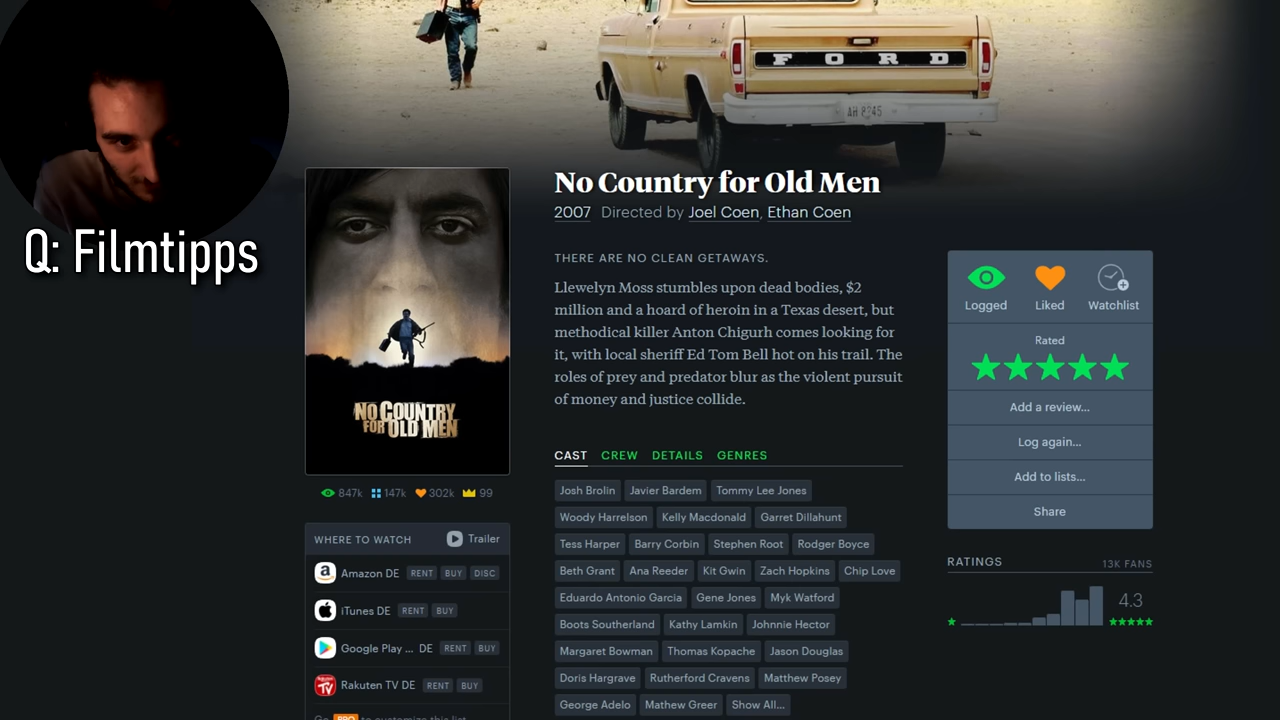 FORD
Q: Filmtipps
No Country for Old Men
2007 Directed by Joel Coen, Ethan Coen
THERE ARE NO CLEAN GETAWAYS.
Llewelyn Moss stumbles upon dead bodies, $2
million and a hoard of heroin in a Texas desert, but
methodical killer Anton Chigurh comes looking for
it, with local sheriff Ed Tom Bell hot on his trail. The
roles of prey and predator blur as the violent pursuit
of money and justice collide.
NO COUNTRY
FOR OLD MEN
847k 147k 302k 99
WHERE TO WATCH Trailer
Amazon DE RENT BUY DISC
iTunes DE RENT BUY
Google Play ... DE RENT BUY
Rakuten TV DE RENT BUY
Go PRO to customize this list
CAST CREW DETAILS GENRES
Josh Brolin Javier Bardem Tommy Lee Jones
Woody Harrelson Kelly Macdonald Garret Dillahunt
Tess Harper Barry Corbin Stephen Root Rodger Boyce
Beth Grant Ana Reeder Kit Gwin Zach Hopkins Chip Love
Eduardo Antonio Garcia Gene Jones Myk Watford
Boots Southerland Kathy Lamkin Johnnie Hector
Margaret Bowman Thomas Kopache Jason Douglas
Doris Hargrave Rutherford Cravens Matthew Posey
George Adelo Mathew Greer Show All...
Logged Liked Watchlist
Rated
Add a review...
Log again...
Add to lists...
Share
RATINGS 13K FANS
4.3